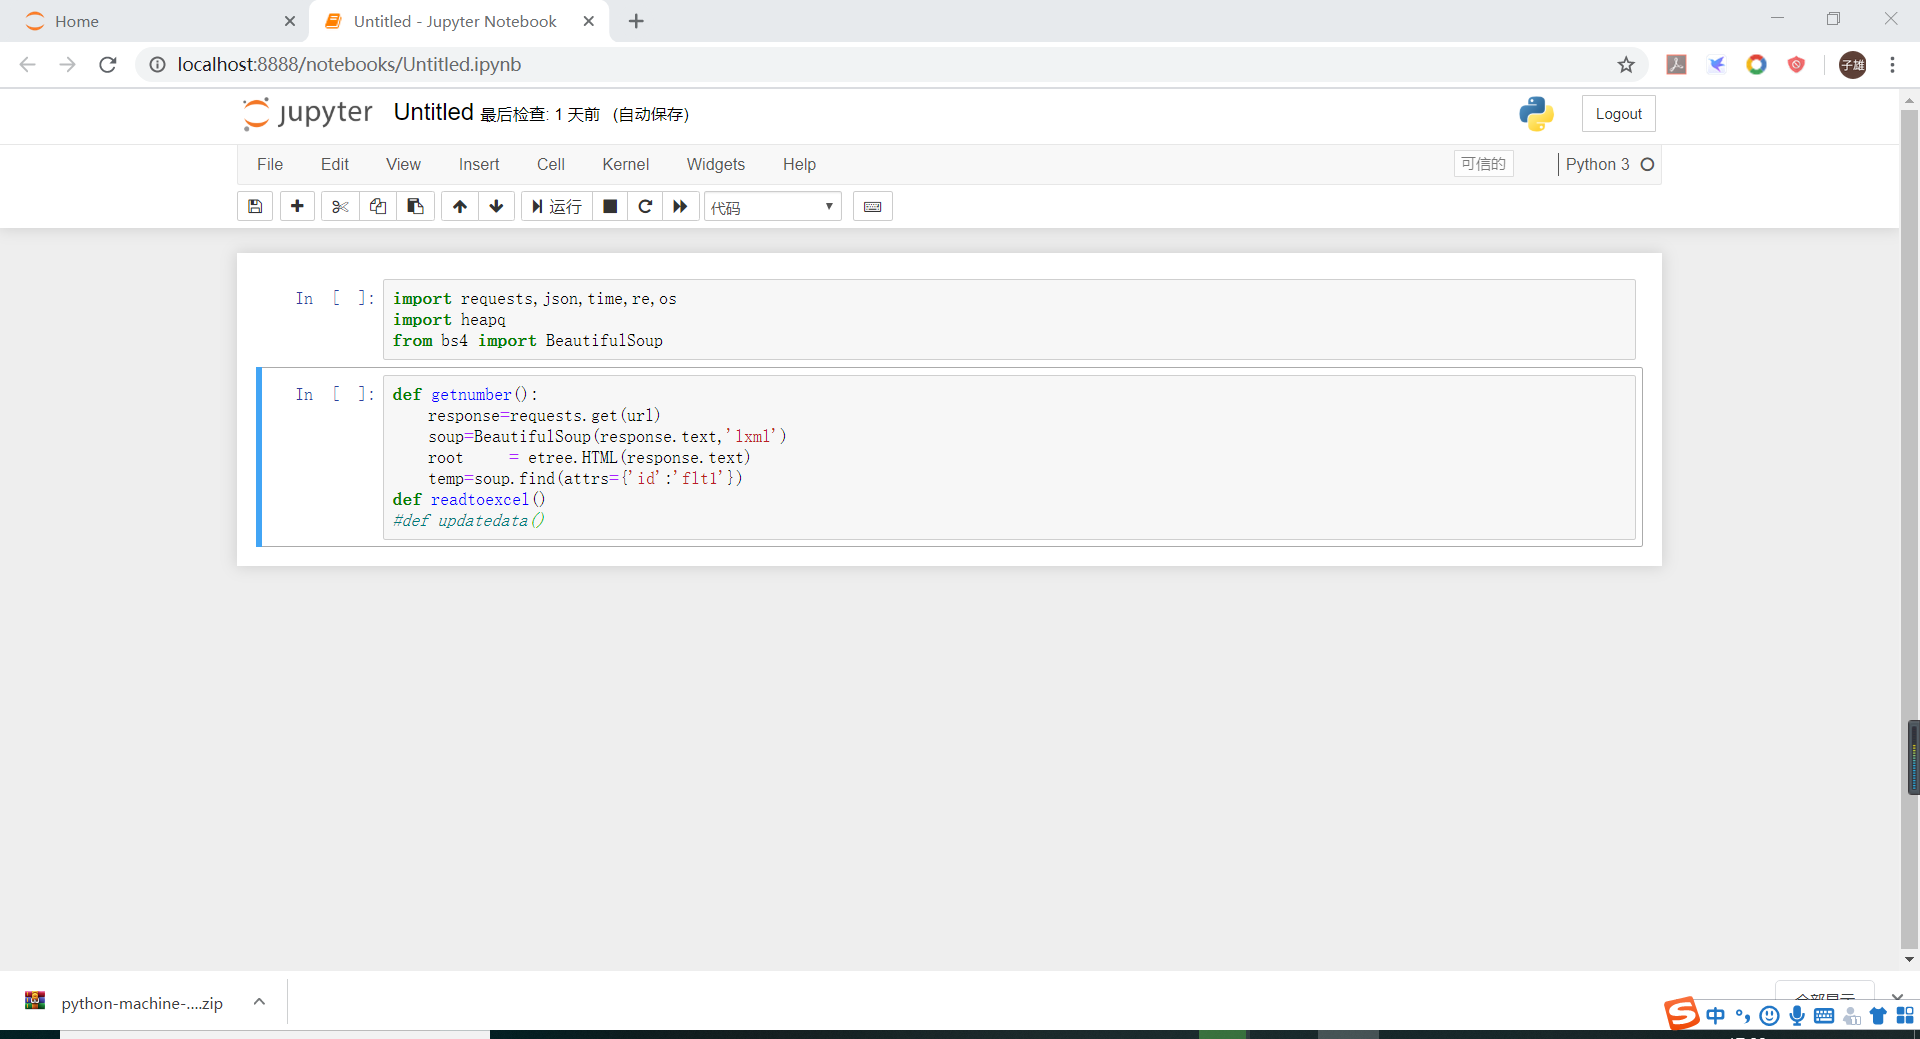 Home
Untitled - Jupyter Notebook
localhost:8888/notebooks/Untitled.ipynb
子雄
jupyter Untitled 最后检查: 1 天前 (自动保存)
Logout
File Edit View Insert Cell Kernel Widgets Help
可信的 Python 3
运行 代码
In [ ]:
import requests,json,time,re,os
import heapq
from bs4 import BeautifulSoup
In [ ]:
def getnumber():
    response=requests.get(url)
    soup=BeautifulSoup(response.text,'lxml')
    root     = etree.HTML(response.text)
    temp=soup.find(attrs={'id':'flt1'})
def readtoexcel()
#def updatedata()
python-machine-....zip
全部显示
S 中